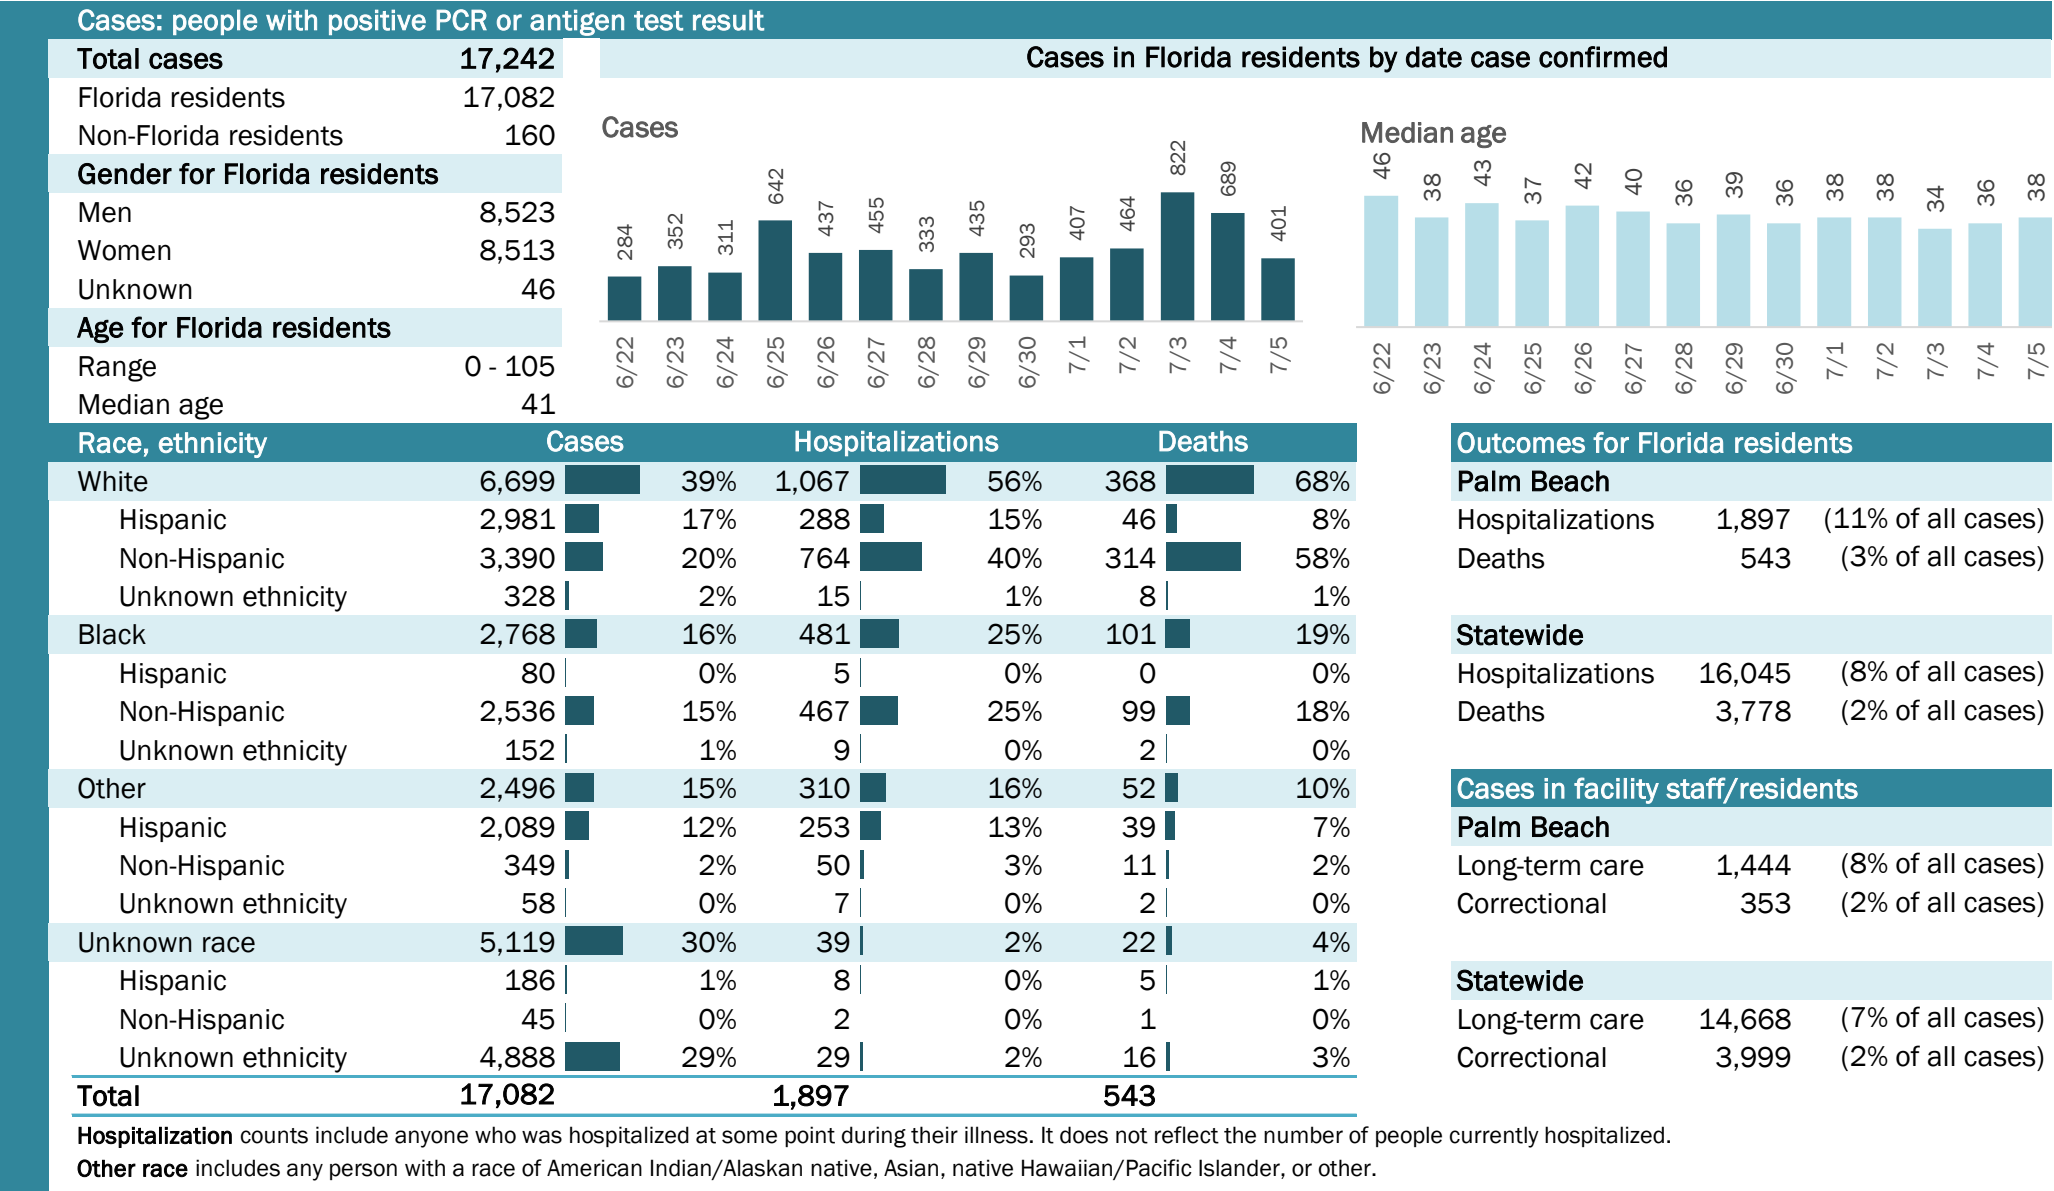 Cases: people with positive PCR or antigen test result
Total cases 17,242
Florida residents 17,082
Non-Florida residents 160
Gender for Florida residents
Men 8,523
Women 8,513
Unknown 46
Age for Florida residents
Range 0 - 105
Median age 41
Cases in Florida residents by date case confirmed
Cases
284 352 311 642 437 455 333 435 293 407 464 822 689 401
6/22 6/23 6/24 6/25 6/26 6/27 6/28 6/29 6/30 7/1 7/2 7/3 7/4 7/5
Median age
46 38 43 37 42 40 36 39 36 38 38 34 36 38
6/22 6/23 6/24 6/25 6/26 6/27 6/28 6/29 6/30 7/1 7/2 7/3 7/4 7/5
Race, ethnicity Cases Hospitalizations Deaths
White 6,699 39% 1,067 56% 368 68%
Hispanic 2,981 17% 288 15% 46 8%
Non-Hispanic 3,390 20% 764 40% 314 58%
Unknown ethnicity 328 2% 15 1% 8 1%
Black 2,768 16% 481 25% 101 19%
Hispanic 80 0% 5 0% 0 0%
Non-Hispanic 2,536 15% 467 25% 99 18%
Unknown ethnicity 152 1% 9 0% 2 0%
Other 2,496 15% 310 16% 52 10%
Hispanic 2,089 12% 253 13% 39 7%
Non-Hispanic 349 2% 50 3% 11 2%
Unknown ethnicity 58 0% 7 0% 2 0%
Unknown race 5,119 30% 39 2% 22 4%
Hispanic 186 1% 8 0% 5 1%
Non-Hispanic 45 0% 2 0% 1 0%
Unknown ethnicity 4,888 29% 29 2% 16 3%
Total 17,082 1,897 543
Outcomes for Florida residents
Palm Beach
Hospitalizations 1,897 (11% of all cases)
Deaths 543 (3% of all cases)
Statewide
Hospitalizations 16,045 (8% of all cases)
Deaths 3,778 (2% of all cases)
Cases in facility staff/residents
Palm Beach
Long-term care 1,444 (8% of all cases)
Correctional 353 (2% of all cases)
Statewide
Long-term care 14,668 (7% of all cases)
Correctional 3,999 (2% of all cases)
Hospitalization counts include anyone who was hospitalized at some point during their illness. It does not reflect the number of people currently hospitalized.
Other race includes any person with a race of American Indian/Alaskan native, Asian, native Hawaiian/Pacific Islander, or other.